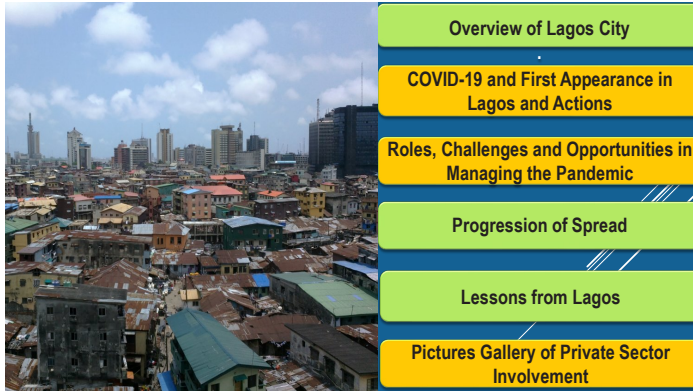 Overview of Lagos City
.
COVID-19 and First Appearance in
Lagos and Actions
Roles, Challenges and Opportunities in
Managing the Pandemic
Progression of Spread
Lessons from Lagos
Pictures Gallery of Private Sector
Involvement